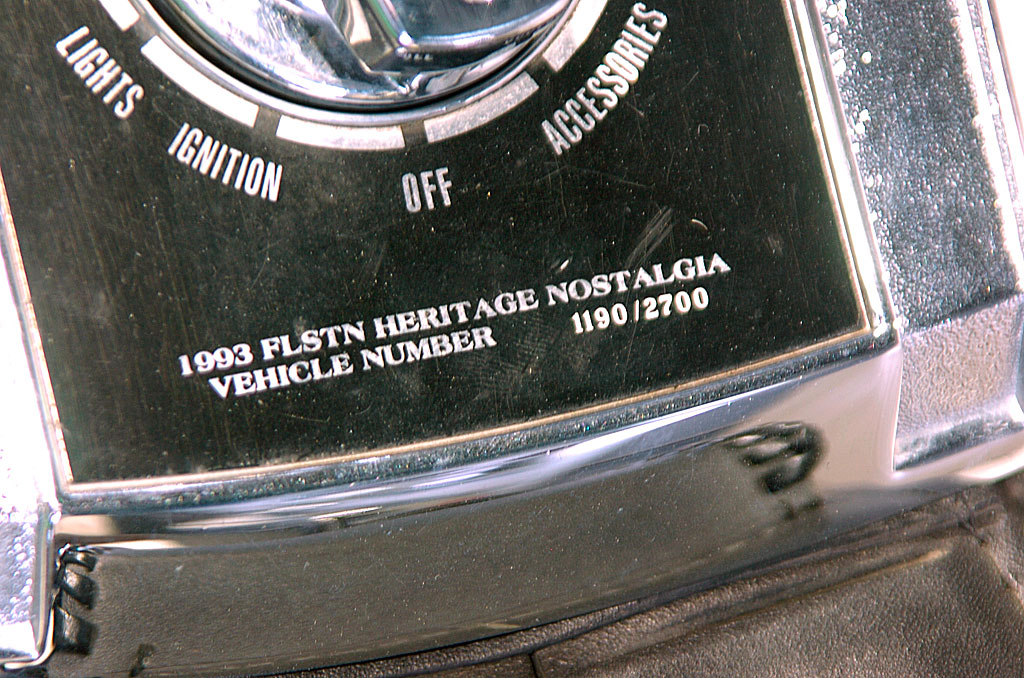 LIGHTS
IGNITION
OFF
ACCESSORIES
1993 FLSTN HERITAGE NOSTALGIA
VEHICLE NUMBER 1190/2700